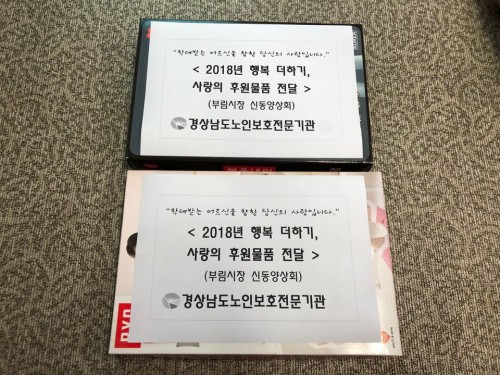 "학대받는 어르신을 향한 당신의 사랑입니다."
< 2018년 행복 더하기,
사랑의 후원물품 전달 >
(부림시장 신동양상회)
경상남도노인보호전문기관
"학대받는 어르신을 향한 당신의 사랑입니다."
< 2018년 행복 더하기,
사랑의 후원물품 전달 >
(부림시장 신동양상회)
경상남도노인보호전문기관